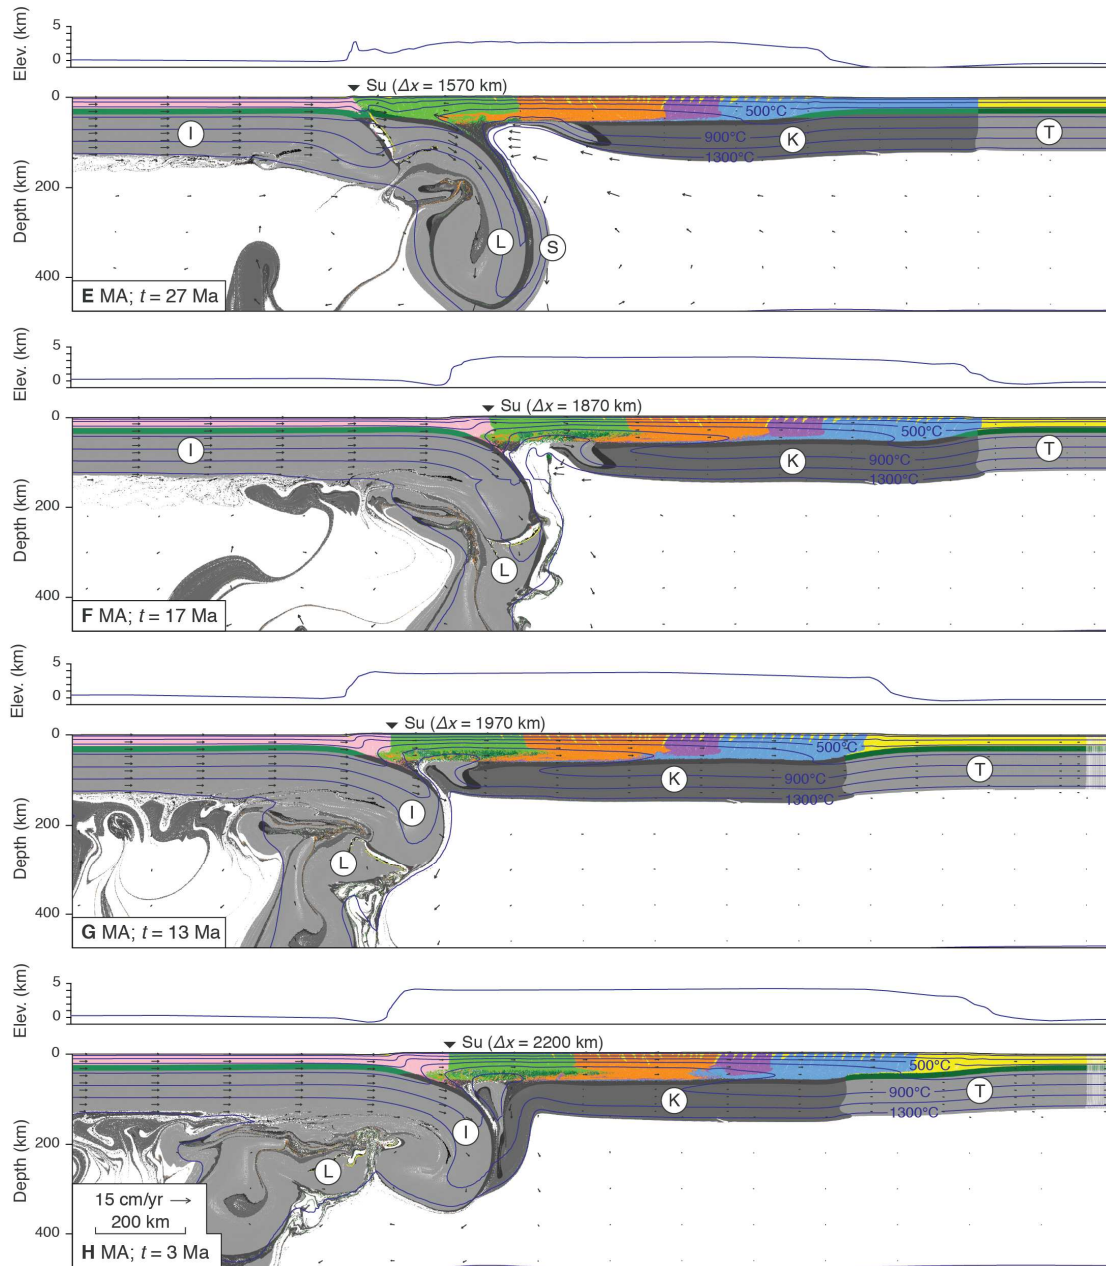 Elev. (km)
5
0
Su (Δx = 1570 km)
Depth (km)
0
200
400
500°C
900°C
1300°C
I
K
T
L
S
E MA; t = 27 Ma
Elev. (km)
5
0
Su (Δx = 1870 km)
Depth (km)
0
200
400
500°C
900°C
1300°C
I
K
T
L
F MA; t = 17 Ma
Elev. (km)
5
0
Su (Δx = 1970 km)
Depth (km)
0
200
400
500°C
900°C
1300°C
K
T
I
L
G MA; t = 13 Ma
Elev. (km)
5
0
Su (Δx = 2200 km)
Depth (km)
0
200
400
500°C
900°C
1300°C
K
T
I
L
15 cm/yr
200 km
H MA; t = 3 Ma